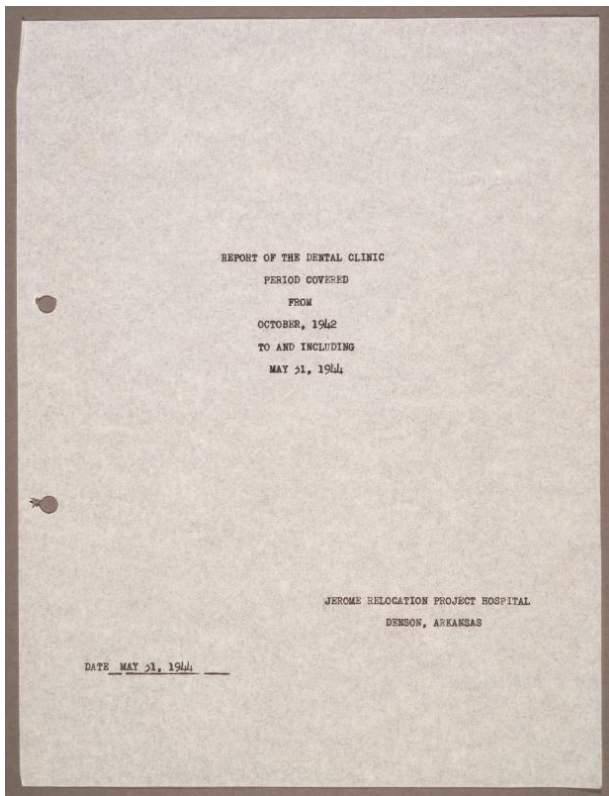 REPORT OF THE DENTAL CLINIC
PERIOD COVERED
FROM
OCTOBER, 1942
TO AND INCLUDING
MAY 31, 1944
JEROME RELOCATION PROJECT HOSPITAL
DENSON, ARKANSAS
DATE MAY 31, 1944